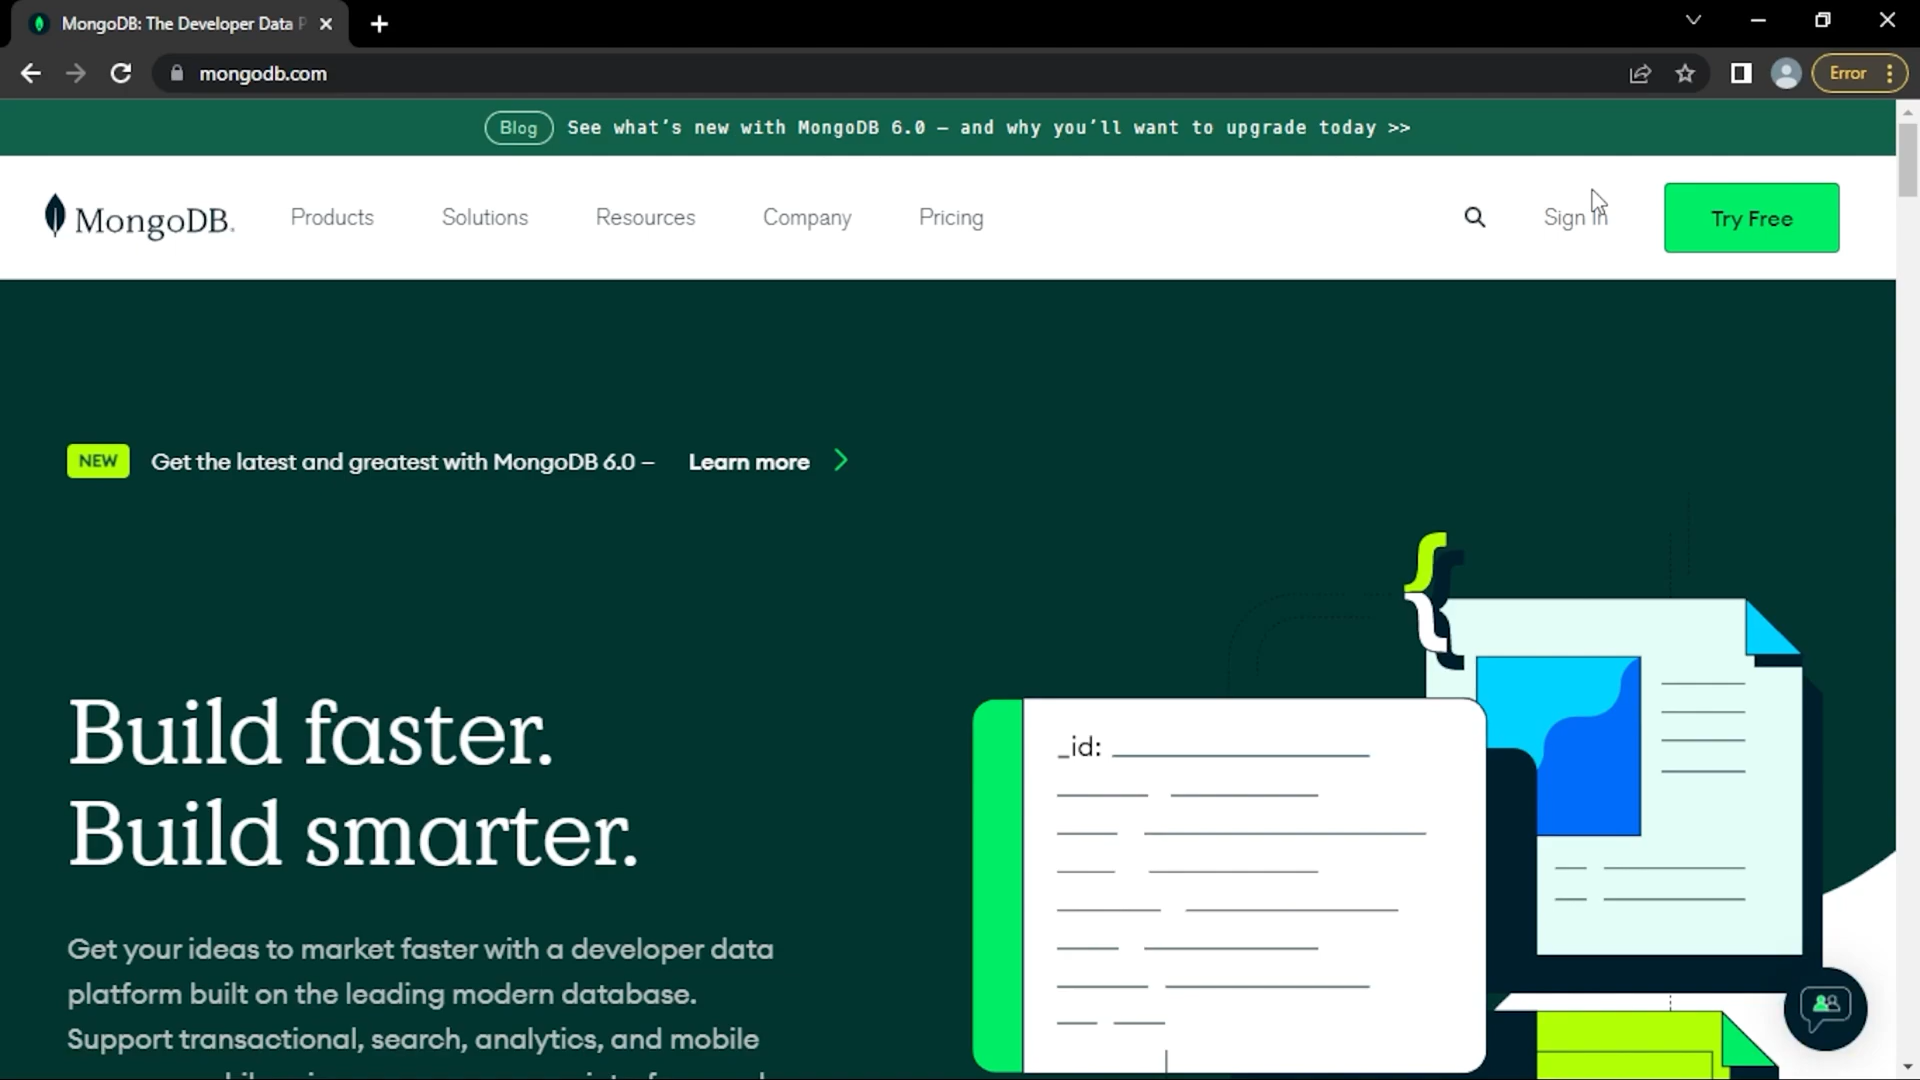 MongoDB: The Developer Data P
mongodb.com
Error
Blog See what's new with MongoDB 6.0 — and why you'll want to upgrade today >>
MongoDB. Products Solutions Resources Company Pricing Sign In Try Free
NEW Get the latest and greatest with MongoDB 6.0 – Learn more
Build faster.
Build smarter.
_id:
Get your ideas to market faster with a developer data
platform built on the leading modern database.
Support transactional, search, analytics, and mobile